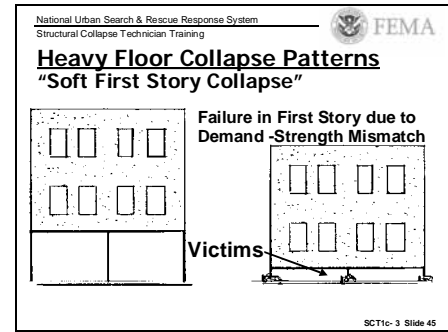 National Urban Search & Rescue Response System
Structural Collapse Technician Training
FEMA
Heavy Floor Collapse Patterns
“Soft First Story Collapse”
Failure in First Story due to
Demand -Strength Mismatch
Victims
SCT1c- 3 Slide 45